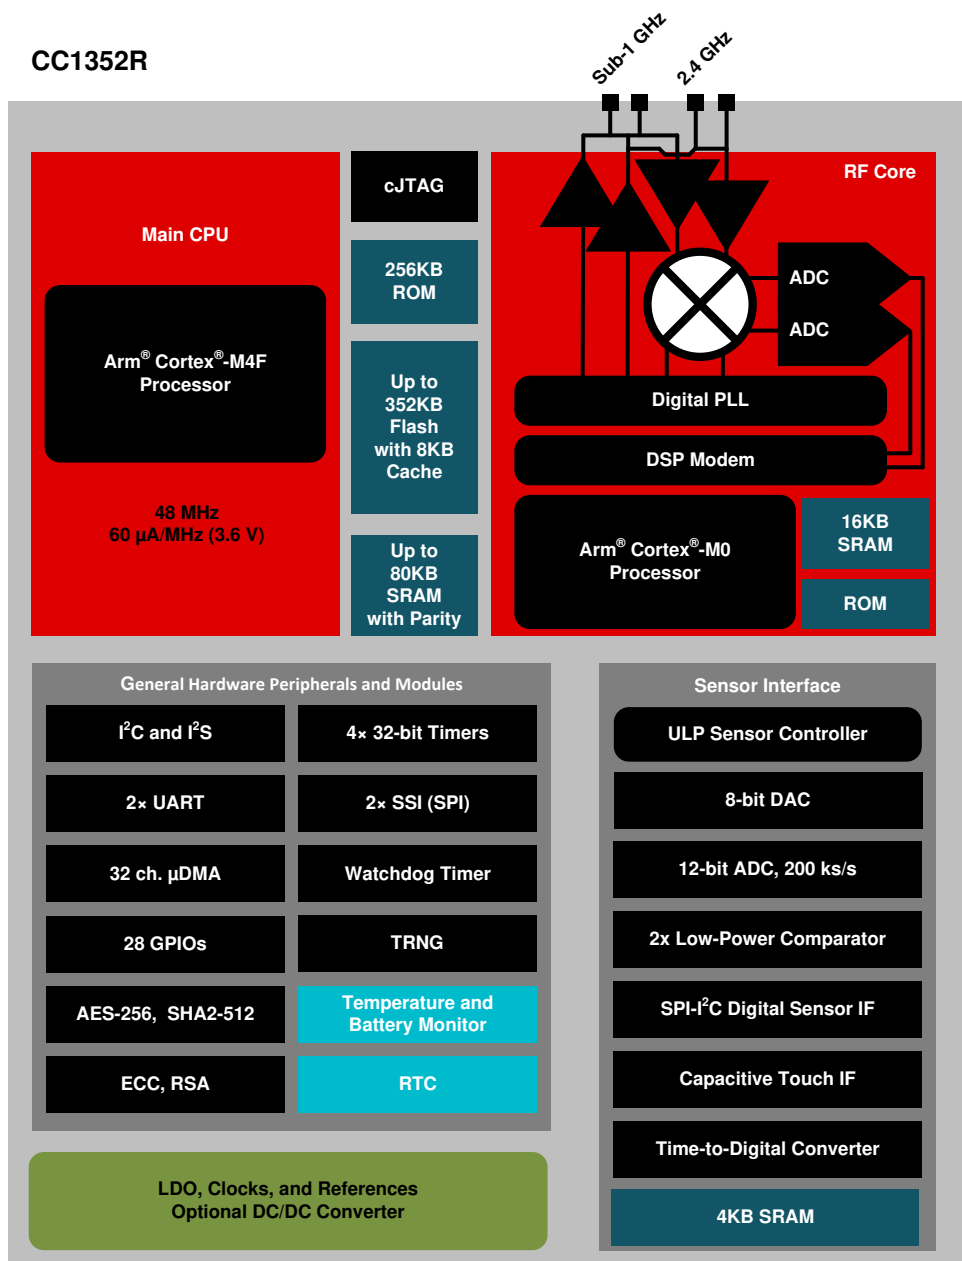 CC1352R
Sub-1 GHz
2.4 GHz
Main CPU
Arm® Cortex®-M4F
Processor
48 MHz
60 µA/MHz (3.6 V)
cJTAG
256KB
ROM
Up to
352KB
Flash
with 8KB
Cache
Up to
80KB
SRAM
with Parity
RF Core
ADC
ADC
Digital PLL
DSP Modem
Arm® Cortex®-M0
Processor
16KB
SRAM
ROM
General Hardware Peripherals and Modules
I²C and I²S
4× 32-bit Timers
2× UART
2× SSI (SPI)
32 ch. µDMA
Watchdog Timer
28 GPIOs
TRNG
AES-256, SHA2-512
Temperature and
Battery Monitor
ECC, RSA
RTC
LDO, Clocks, and References
Optional DC/DC Converter
Sensor Interface
ULP Sensor Controller
8-bit DAC
12-bit ADC, 200 ks/s
2x Low-Power Comparator
SPI-I²C Digital Sensor IF
Capacitive Touch IF
Time-to-Digital Converter
4KB SRAM